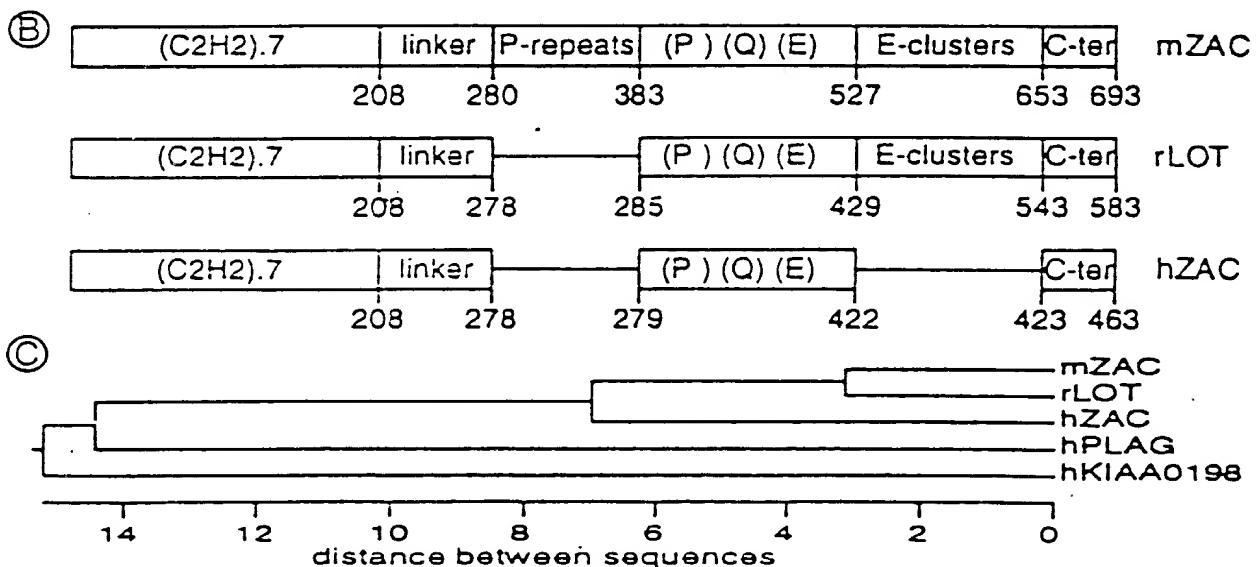 B
(C2H2).7 linker P-repeats (P ) (Q) (E) E-clusters C-ter mZAC
208 280 383 527 653 693
(C2H2).7 linker (P ) (Q) (E) E-clusters C-ter rLOT
208 278 285 429 543 583
(C2H2).7 linker (P ) (Q) (E) C-ter hZAC
208 278 279 422 423 463
C
mZAC
rLOT
hZAC
hPLAG
hKIAA0198
14 12 10 8 6 4 2 0
distance between sequences